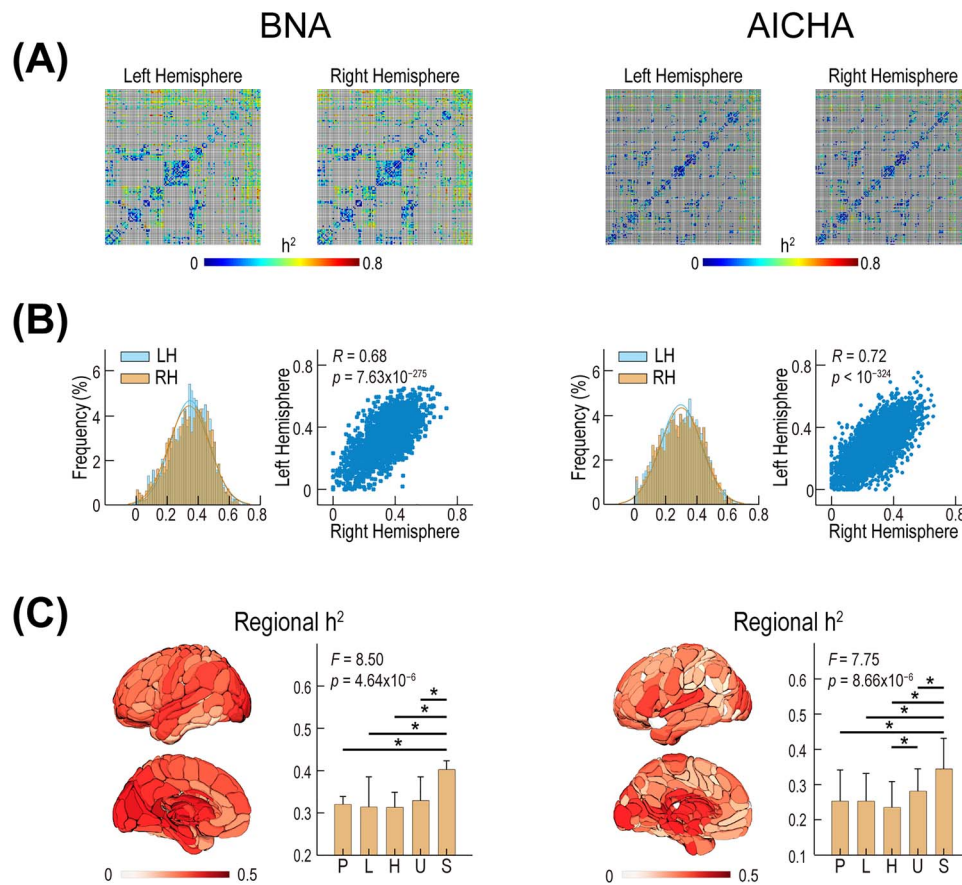 BNA
AICHA
(A)
Left Hemisphere
Right Hemisphere
Left Hemisphere
Right Hemisphere
h²
0
0.8
h²
0
0.8
(B)
LH
RH
Frequency (%)
6
4
2
0
0 0.2 0.4 0.6 0.8
R = 0.68
p = 7.63x10⁻²⁷⁵
Left Hemisphere
0.8
0.4
0
0 0.4 0.8
Right Hemisphere
LH
RH
Frequency (%)
6
4
2
0
0 0.2 0.4 0.6 0.8
R = 0.72
p < 10⁻³²⁴
Left Hemisphere
0.8
0.4
0
0 0.4 0.8
Right Hemisphere
(C)
Regional h²
0 0.5
F = 8.50
p = 4.64x10⁻⁶
0.6
0.5
0.4
0.3
0.2
*
*
*
*
P L H U S
Regional h²
0 0.5
F = 7.75
p = 8.66x10⁻⁶
0.6
0.5
0.4
0.3
0.2
0.1
*
*
*
*
*
P L H U S